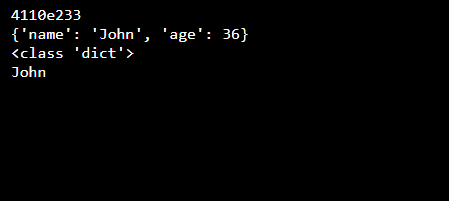 4110e233
{'name': 'John', 'age': 36}
<class 'dict'>
John